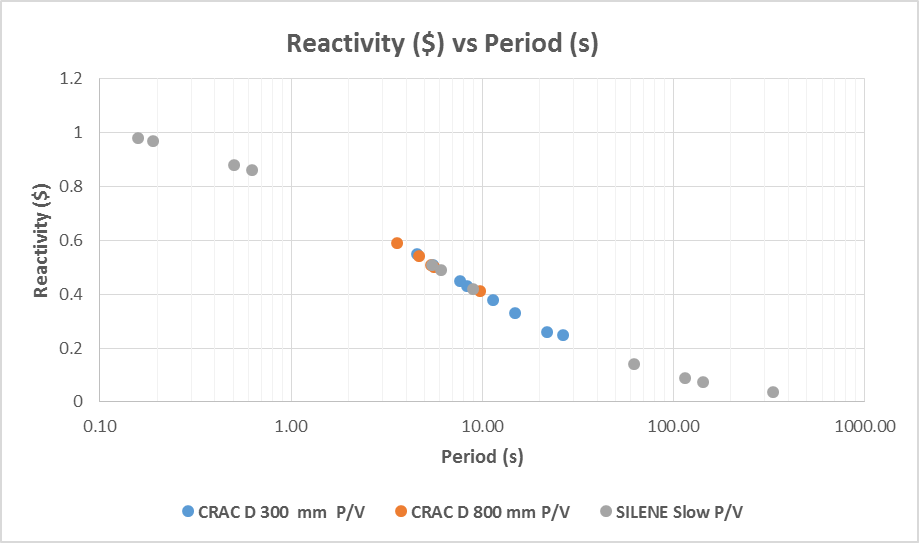 Reactivity ($) vs Period (s)
1.2
1
0.8
0.6
0.4
0.2
0
Reactivity ($)
0.10 1.00 10.00 100.00 1000.00
Period (s)
CRAC D 300 mm P/V CRAC D 800 mm P/V SILENE Slow P/V